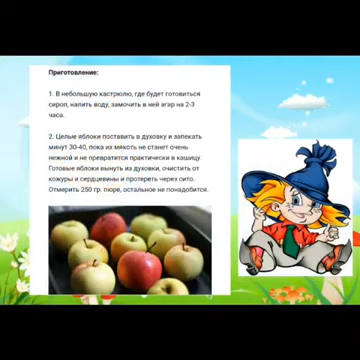 Приготовление:
1. В небольшую кастрюлю, где будет готовиться
сироп, налить воду, замочить в ней агар на 2-3
часа.
2. Целые яблоки поставить в духовку и запекать
минут 30-40, пока их мякоть не станет очень
нежной и не превратится практически в кашицу.
Готовые яблоки вынуть из духовки, очистить от
кожуры и сердцевины и протереть через сито.
Отмерить 250 гр. пюре, остальное не понадобится.